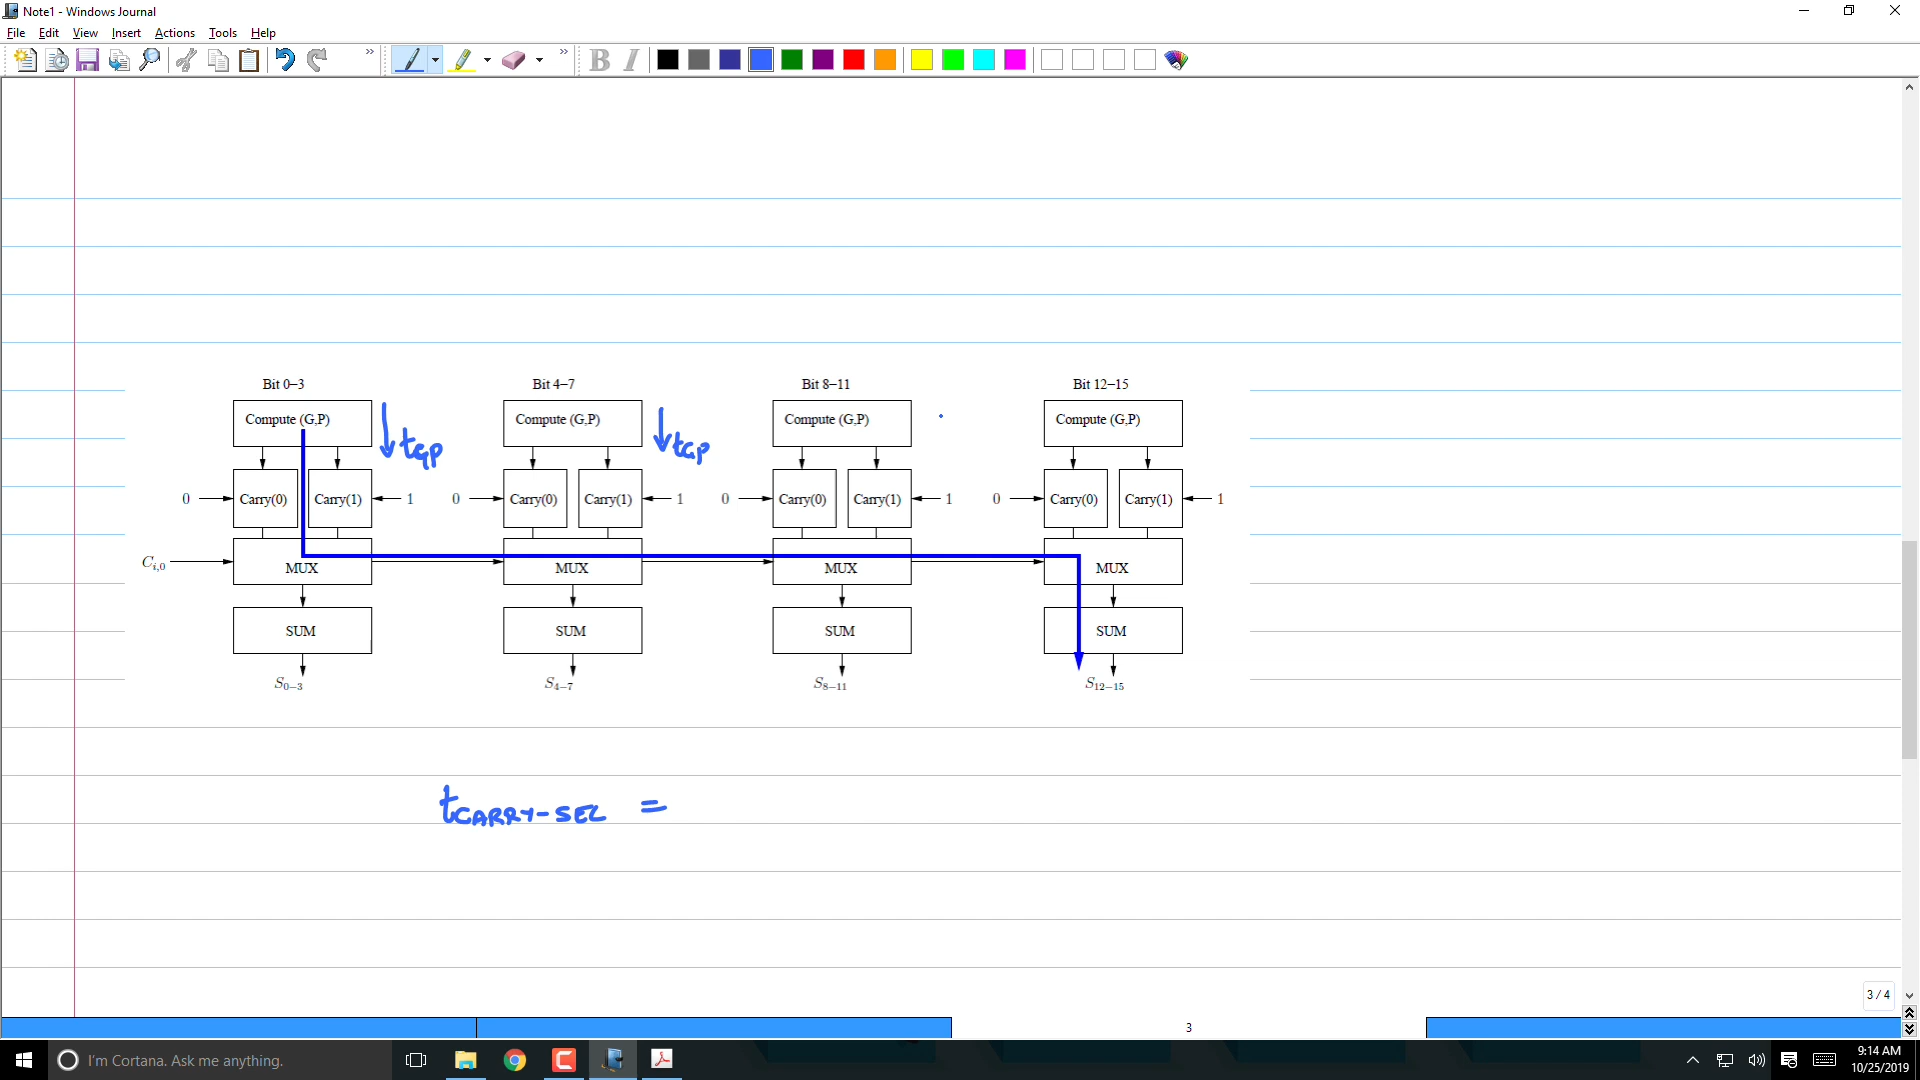 Note1 - Windows Journal
File Edit View Insert Actions Tools Help
B I
Bit 0–3 Bit 4–7 Bit 8–11 Bit 12–15
Compute (G,P) Compute (G,P) Compute (G,P) Compute (G,P)
tGP tGP
0 Carry(0) Carry(1) 1 0 Carry(0) Carry(1) 1 0 Carry(0) Carry(1) 1 0 Carry(0) Carry(1) 1
Ci,0 MUX MUX MUX MUX
SUM SUM SUM SUM
S0−3 S4−7 S8−11 S12−15
tCARRY-SEL =
3 / 4
3
I'm Cortana. Ask me anything.
9:14 AM
10/25/2019